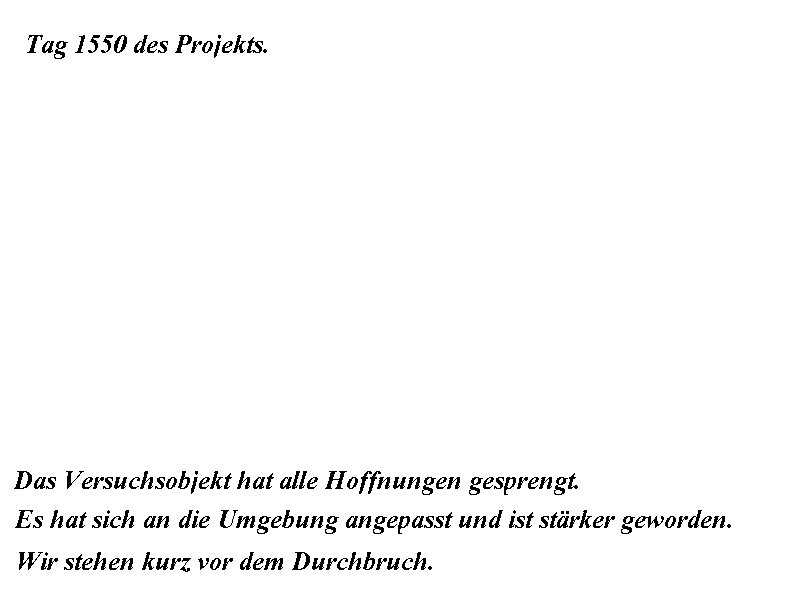 Tag 1550 des Projekts.
Das Versuchsobjekt hat alle Hoffnungen gesprengt.
Es hat sich an die Umgebung angepasst und ist stärker geworden.
Wir stehen kurz vor dem Durchbruch.